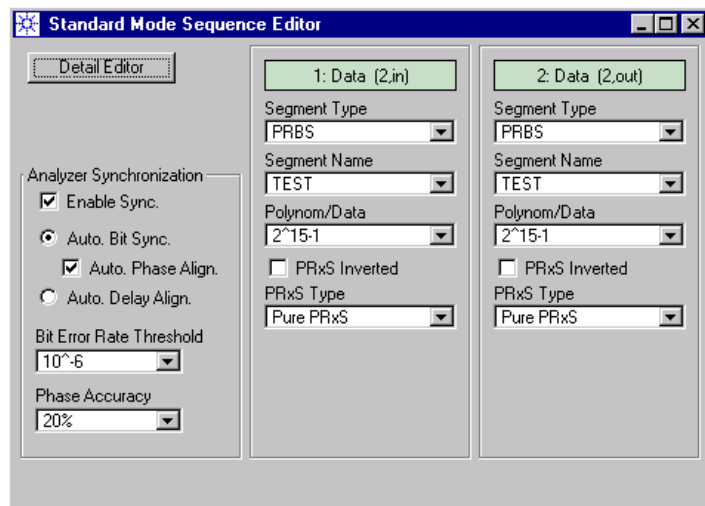 Standard Mode Sequence Editor
Detail Editor
Analyzer Synchronization
Enable Sync.
Auto. Bit Sync.
Auto. Phase Align.
Auto. Delay Align.
Bit Error Rate Threshold
10^-6
Phase Accuracy
20%
1: Data (2,in)
Segment Type
PRBS
Segment Name
TEST
Polynom/Data
2^15-1
PRxS Inverted
PRxS Type
Pure PRxS
2: Data (2,out)
Segment Type
PRBS
Segment Name
TEST
Polynom/Data
2^15-1
PRxS Inverted
PRxS Type
Pure PRxS